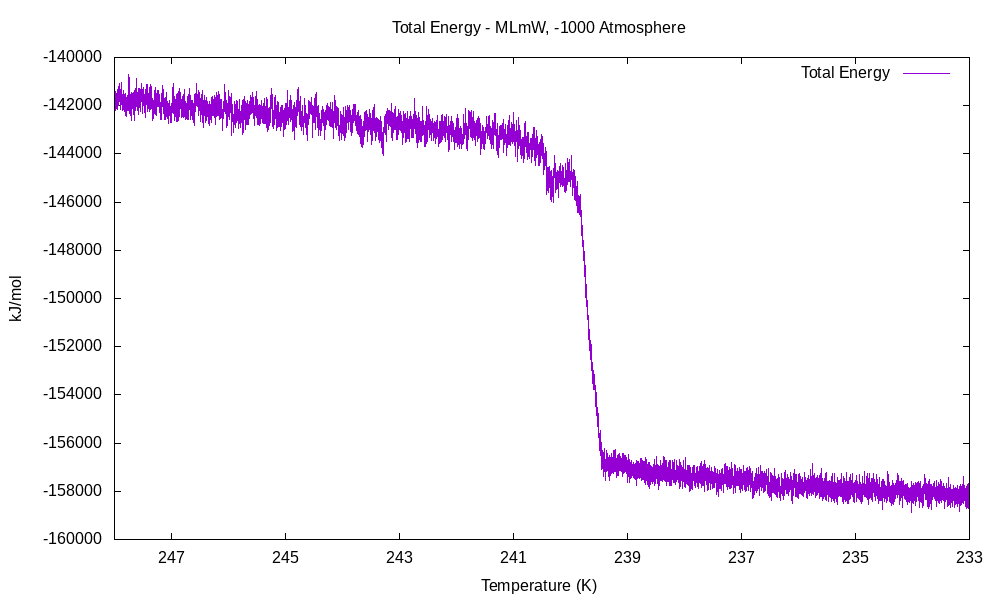 Total Energy - MLmW, -1000 Atmosphere
Total Energy
-140000
-142000
-144000
-146000
-148000
-150000
-152000
-154000
-156000
-158000
-160000
kJ/mol
247 245 243 241 239 237 235 233
Temperature (K)